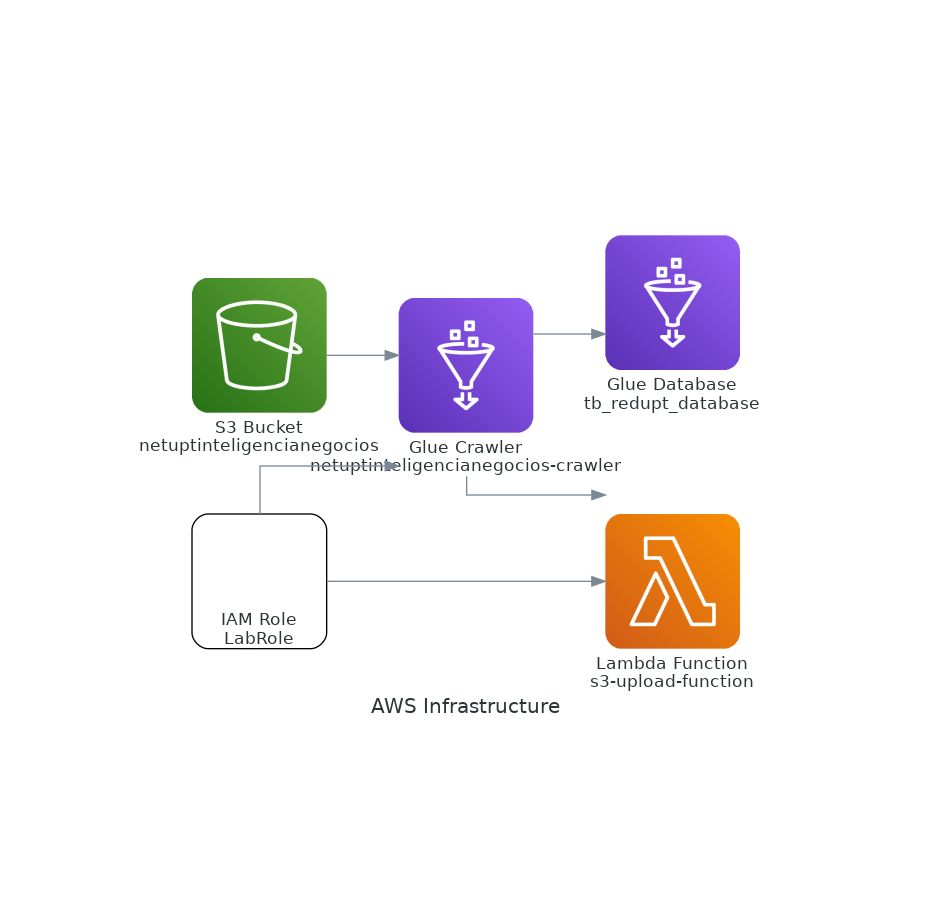 Glue Database
tb_redupt_database
S3 Bucket
netuptinteligencianegocios
Glue Crawler
netuptinteligencianegocios-crawler
IAM Role
LabRole
Lambda Function
s3-upload-function
AWS Infrastructure